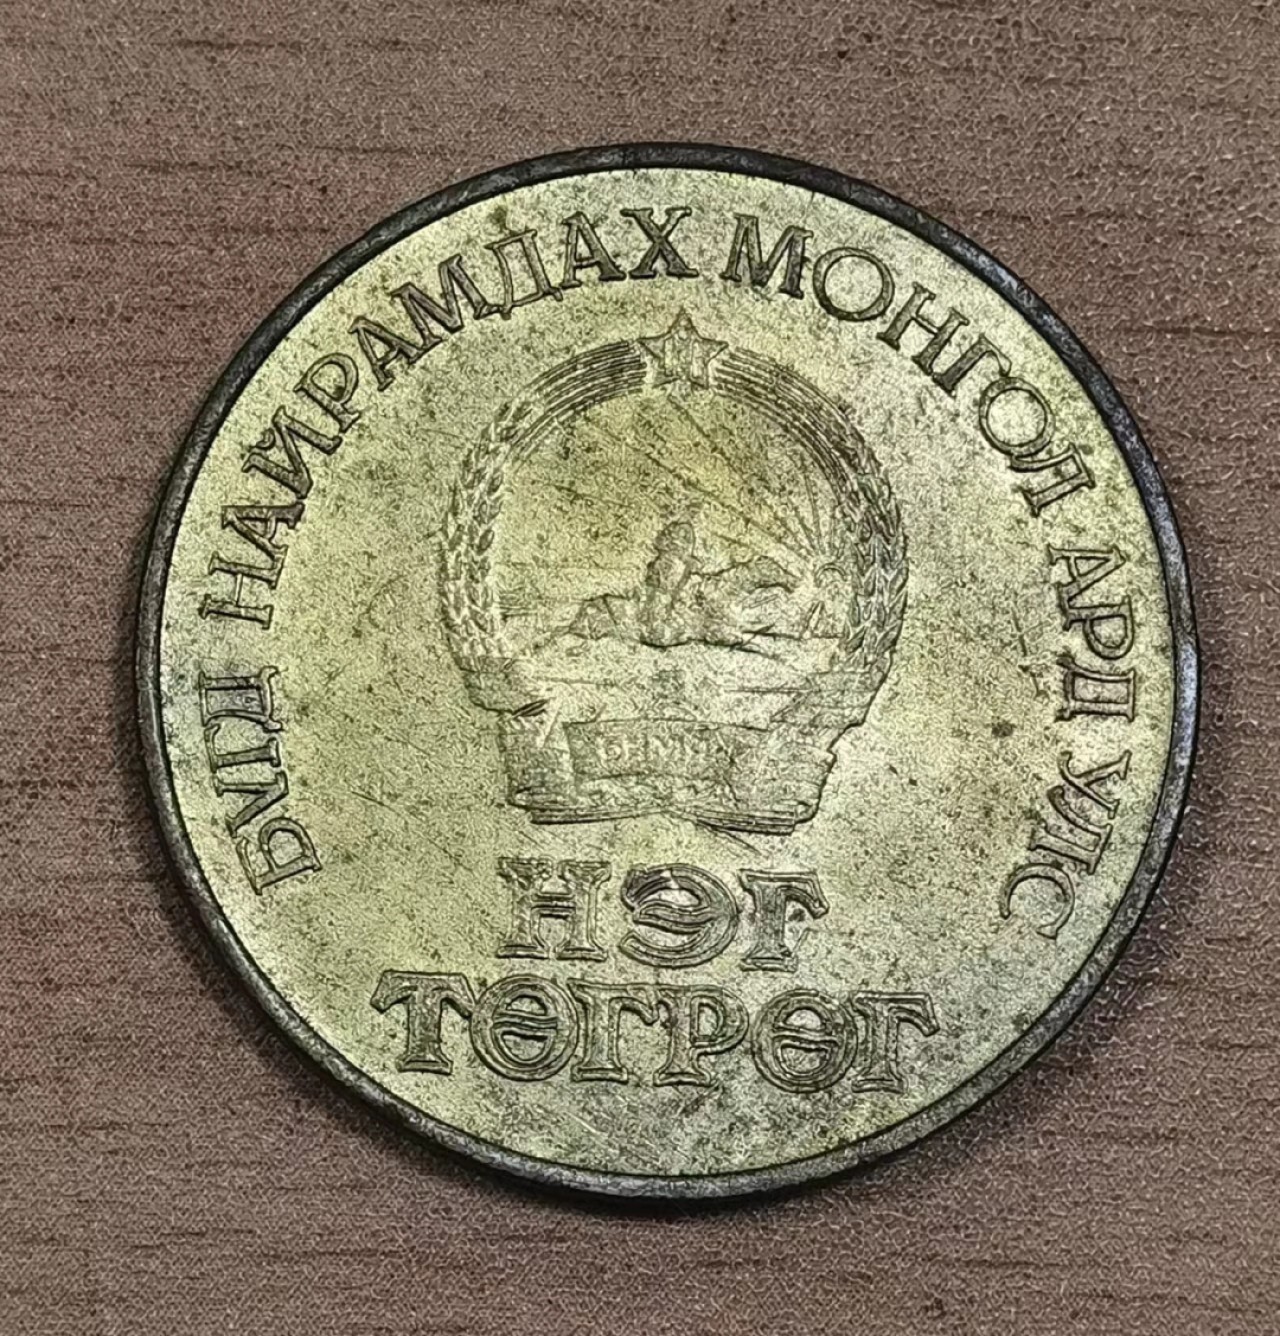 БҮГД НАЙРАМДАХ МОНГОЛ АРД УЛС
БНМАУ
НЭГ
ТӨГРӨГ